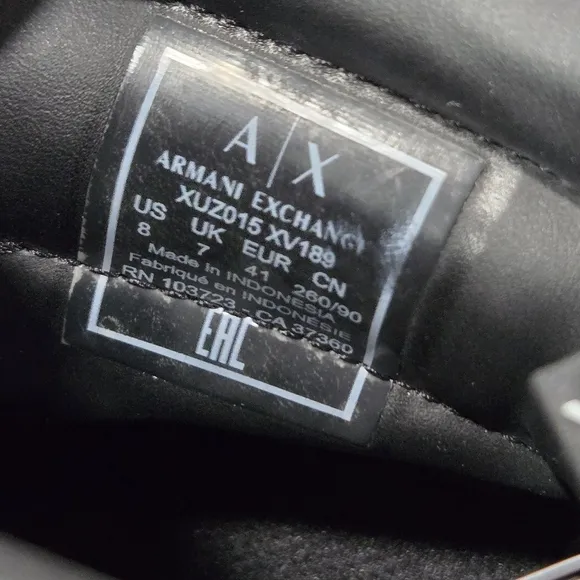 A|X
ARMANI EXCHANGE
XUZ015 XV189
US UK EUR CN
8 7 41 260/90
Made in INDONESIA
Fabriqué en INDONÉSIE
RN 103723 - CA 37360
EAC